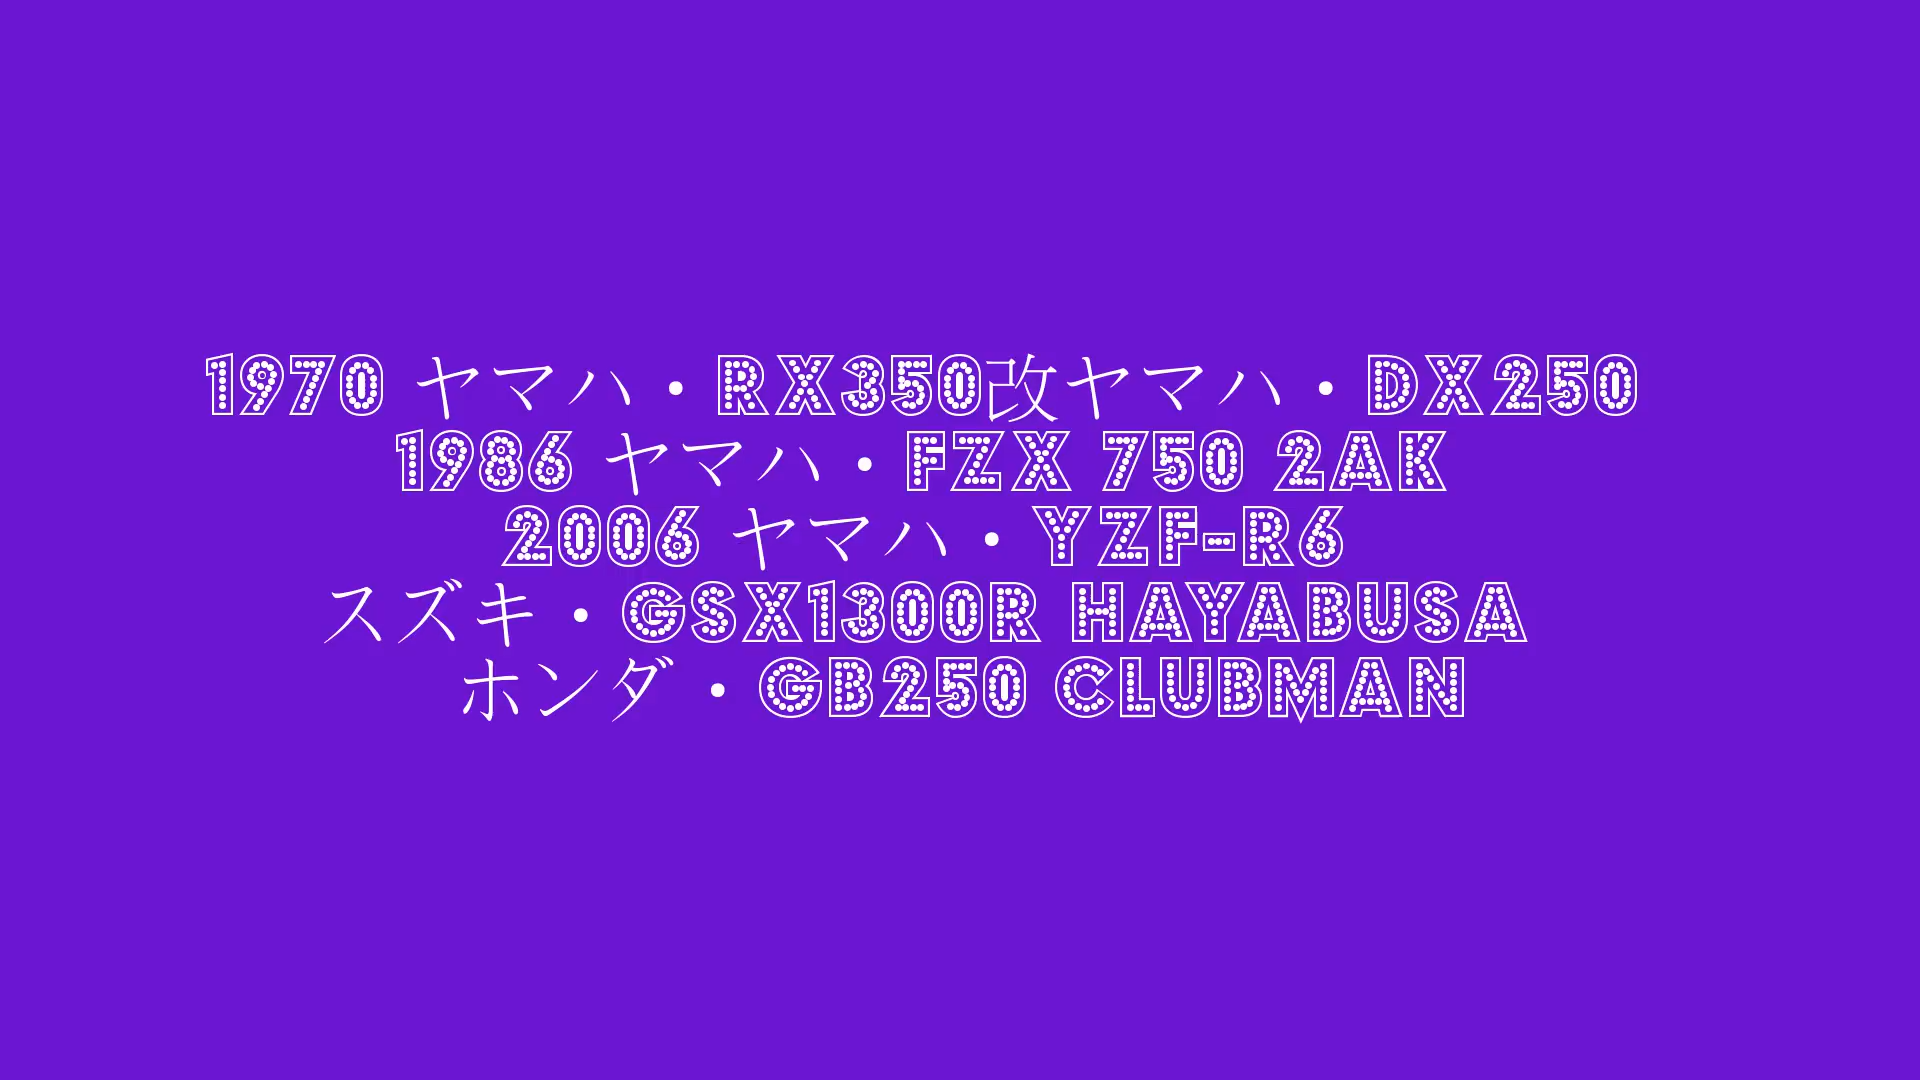 1970 ヤマハ・RX350改ヤマハ・DX250
1986 ヤマハ・FZX 750 2AK
2006 ヤマハ・YZF-R6
スズキ・GSX1300R HAYABUSA
ホンダ・GB250 CLUBMAN